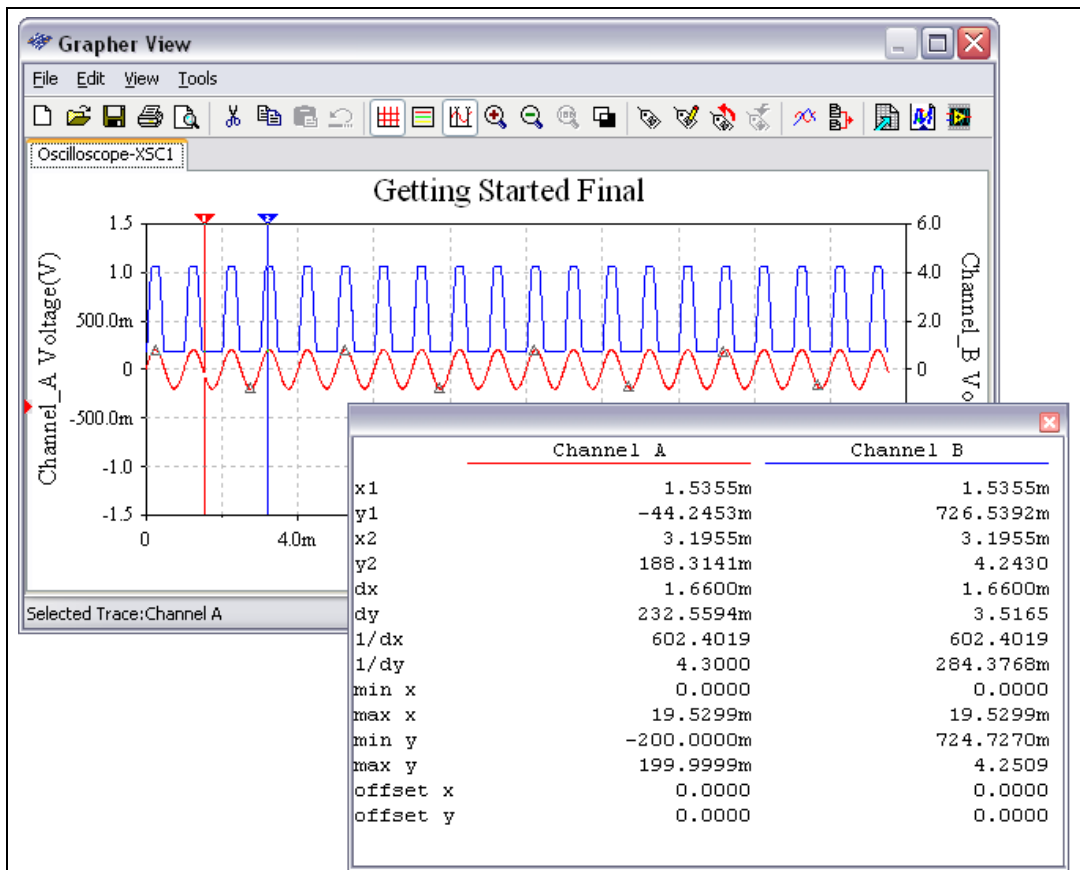 Grapher View
File Edit View Tools
Oscilloscope-XSC1
Getting Started Final
1.5
1.0
500.0m
0
-500.0m
-1.0
-1.5
Channel_A Voltage(V)
6.0
4.0
2.0
0
Channel_B
0 4.0m
1 2
Selected Trace:Channel A
Channel A Channel B
x1 1.5355m 1.5355m
y1 -44.2453m 726.5392m
x2 3.1955m 3.1955m
y2 188.3141m 4.2430
dx 1.6600m 1.6600m
dy 232.5594m 3.5165
1/dx 602.4019 602.4019
1/dy 4.3000 284.3768m
min x 0.0000 0.0000
max x 19.5299m 19.5299m
min y -200.0000m 724.7270m
max y 199.9999m 4.2509
offset x 0.0000 0.0000
offset y 0.0000 0.0000